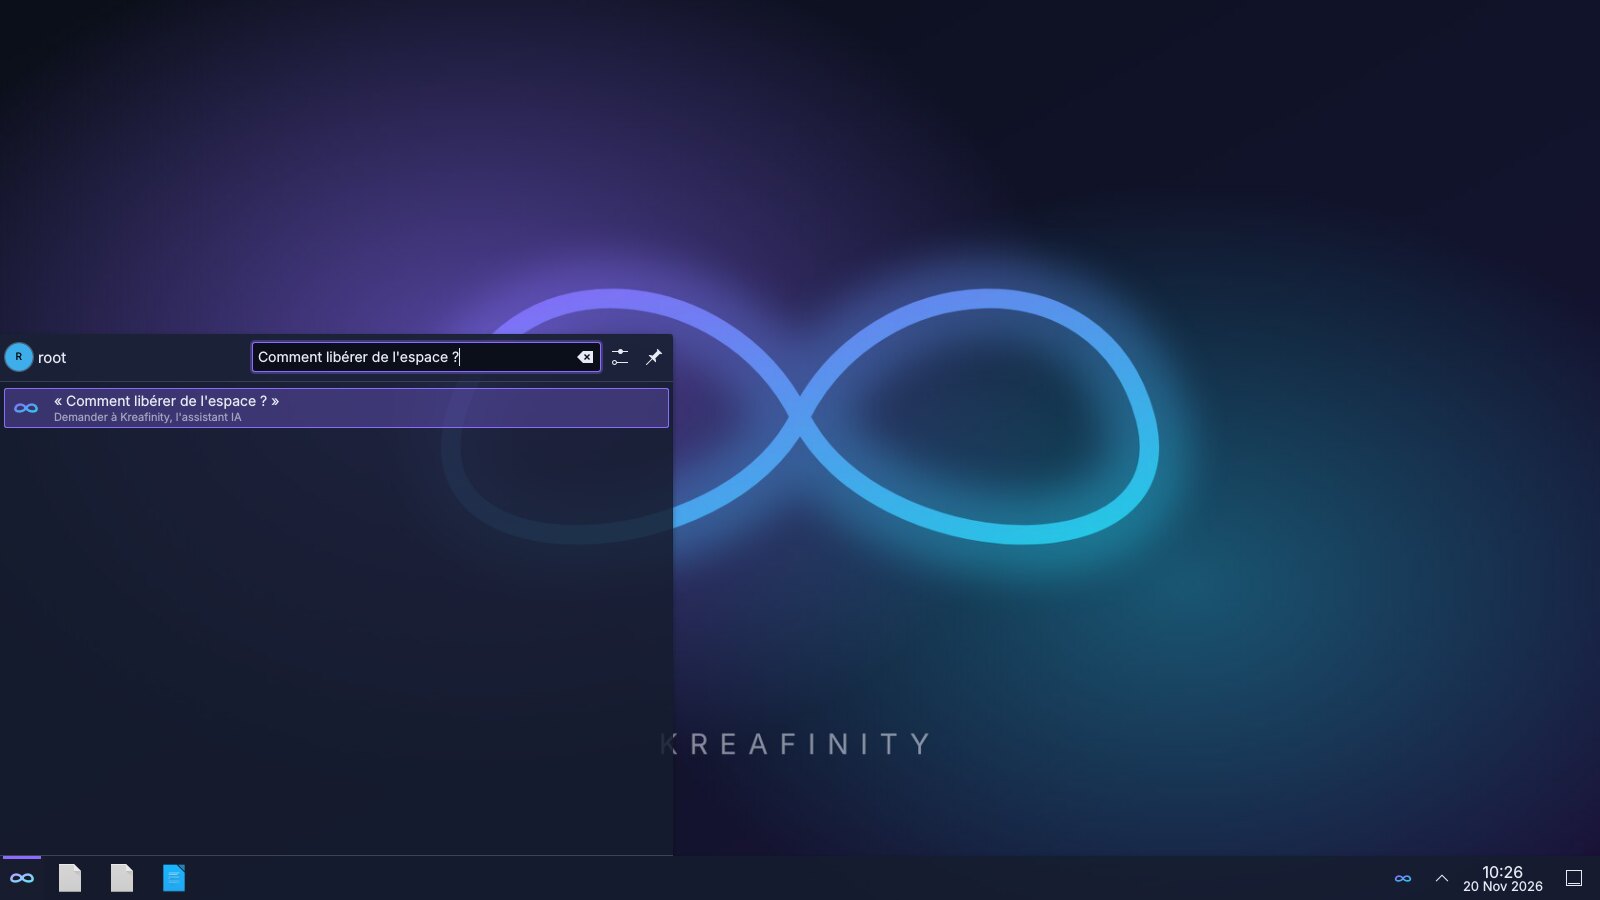 R
root
Comment libérer de l'espace ?
« Comment libérer de l'espace ? »
Demander à Kreafinity, l'assistant IA
KREAFINITY
10:26
20 Nov 2026